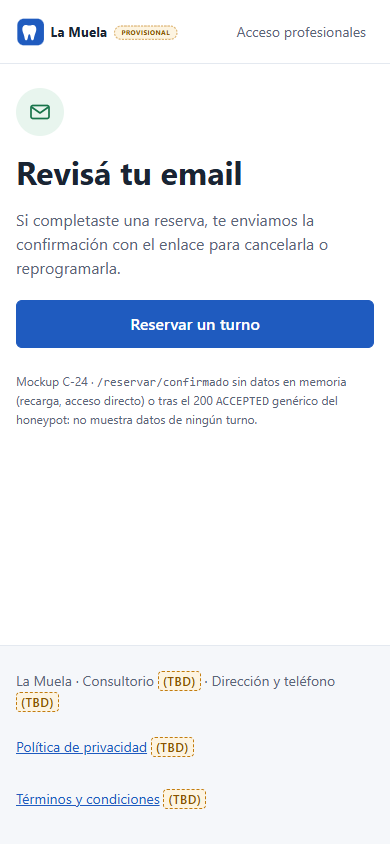 La Muela PROVISIONAL Acceso profesionales
Revisá tu email
Si completaste una reserva, te enviamos la
confirmación con el enlace para cancelarla o
reprogramarla.
Reservar un turno
Mockup C-24 · /reservar/confirmado sin datos en memoria
(recarga, acceso directo) o tras el 200 ACCEPTED genérico del
honeypot: no muestra datos de ningún turno.
La Muela · Consultorio (TBD) · Dirección y teléfono
(TBD)
Política de privacidad (TBD)
Términos y condiciones (TBD)